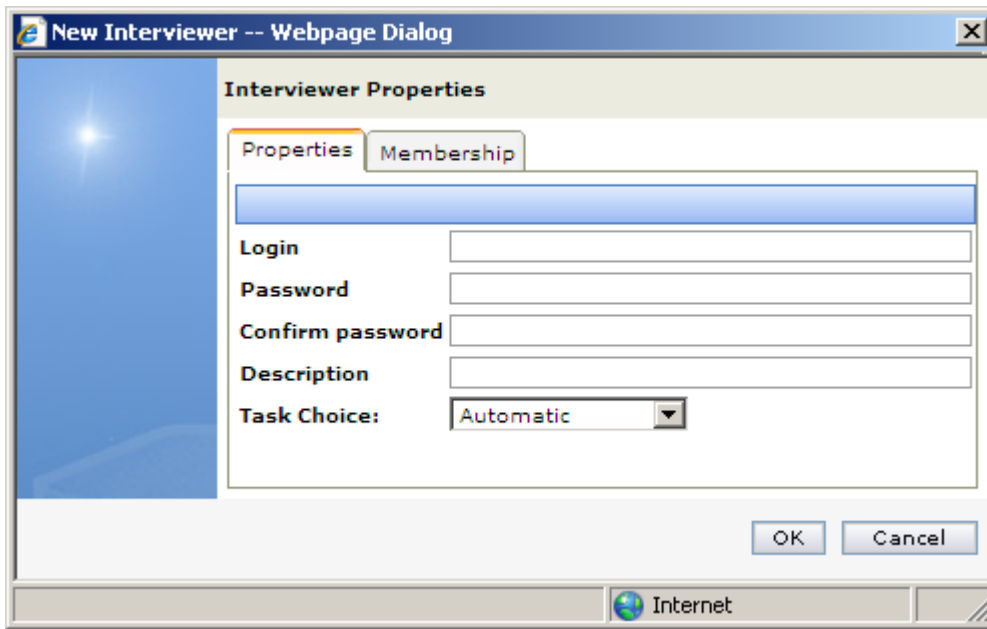 New Interviewer -- Webpage Dialog
Interviewer Properties
Properties Membership
Login
Password
Confirm password
Description
Task Choice: Automatic
OK Cancel
Internet